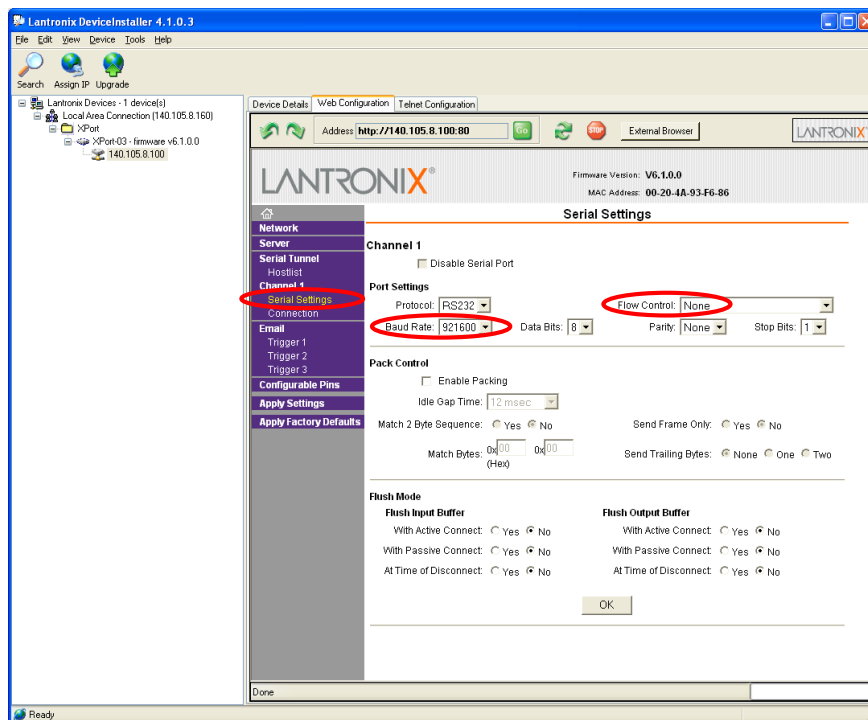 Lantronix DeviceInstaller 4.1.0.3
File Edit View Device Tools Help
Search Assign IP Upgrade
Lantronix Devices - 1 device(s)
Local Area Connection (140.105.8.160)
XPort
XPort-03 - firmware v6.1.0.0
140.105.8.100
Device Details Web Configuration Telnet Configuration
Address http://140.105.8.100:80 Go STOP External Browser LANTRONIX
LANTRONIX®
Firmware Version: V6.1.0.0
MAC Address: 00-20-4A-93-F6-86
Network
Server
Serial Tunnel
Hostlist
Channel 1
Serial Settings
Connection
Email
Trigger 1
Trigger 2
Trigger 3
Configurable Pins
Apply Settings
Apply Factory Defaults
Serial Settings
Channel 1
Disable Serial Port
Port Settings
Protocol: RS232 Flow Control: None
Baud Rate: 921600 Data Bits: 8 Parity: None Stop Bits: 1
Pack Control
Enable Packing
Idle Gap Time: 12 msec
Match 2 Byte Sequence: Yes No Send Frame Only: Yes No
Match Bytes: 0x 00 0x 00 Send Trailing Bytes: None One Two
(Hex)
Flush Mode
Flush Input Buffer Flush Output Buffer
With Active Connect: Yes No With Active Connect: Yes No
With Passive Connect: Yes No With Passive Connect: Yes No
At Time of Disconnect: Yes No At Time of Disconnect: Yes No
OK
Done
Ready